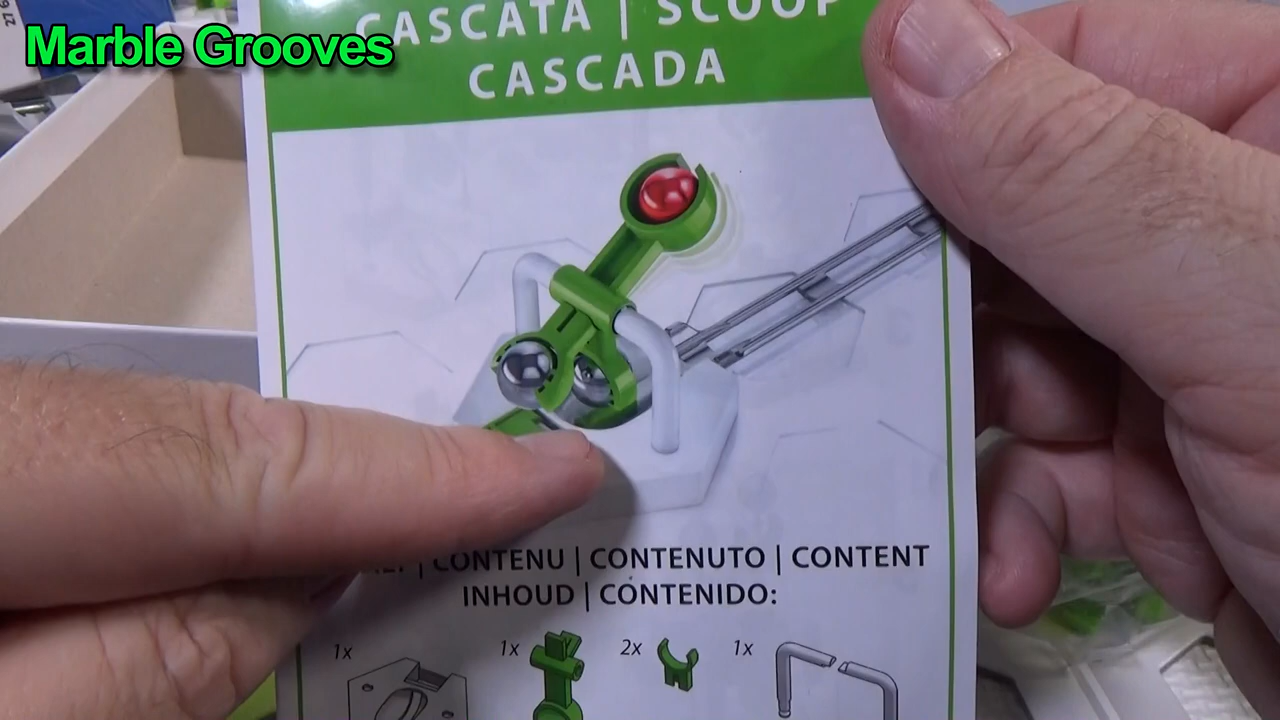 Marble Grooves
CASCATA | SCOOP
CASCADA
| CONTENU | CONTENUTO | CONTENT
INHOUD | CONTENIDO:
1x 1x 2x 1x